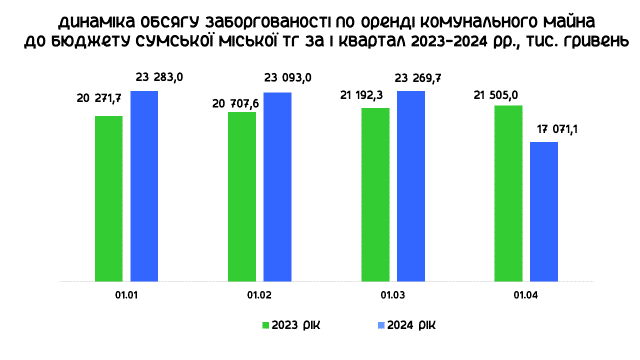 ДИНАМІКА ОБСЯГУ ЗАБОРГОВАНОСТІ ПО ОРЕНДІ КОМУНАЛЬНОГО МАЙНА
ДО БЮДЖЕТУ СУМСЬКОЇ МІСЬКОЇ ТГ ЗА І КВАРТАЛ 2023-2024 РР., ТИС. ГРИВЕНЬ
20 271,7 23 283,0 20 707,6 23 093,0 21 192,3 23 269,7 21 505,0 17 071,1
01.01 01.02 01.03 01.04
2023 РІК 2024 РІК